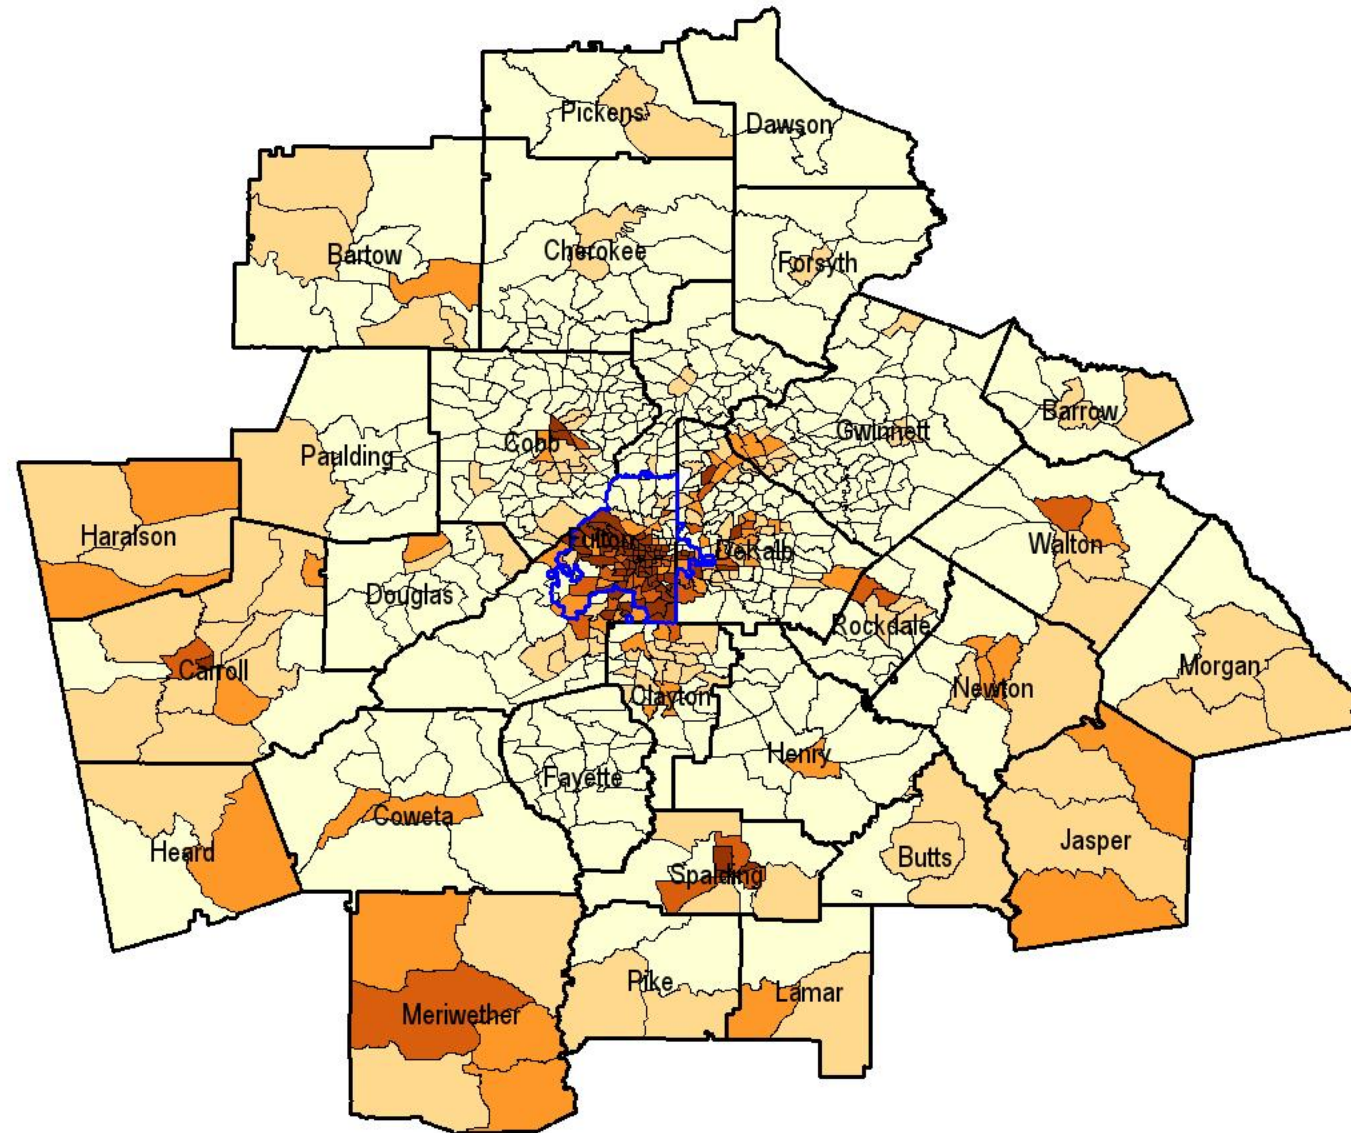 Pickens
Dawson
Bartow
Cherokee
Forsyth
Barrow
Cobb
Gwinnett
Paulding
Haralson
Fulton
DeKalb
Walton
Douglas
Rockdale
Carroll
Clayton
Newton
Morgan
Henry
Fayette
Coweta
Heard
Spalding
Butts
Jasper
Pike
Lamar
Meriwether